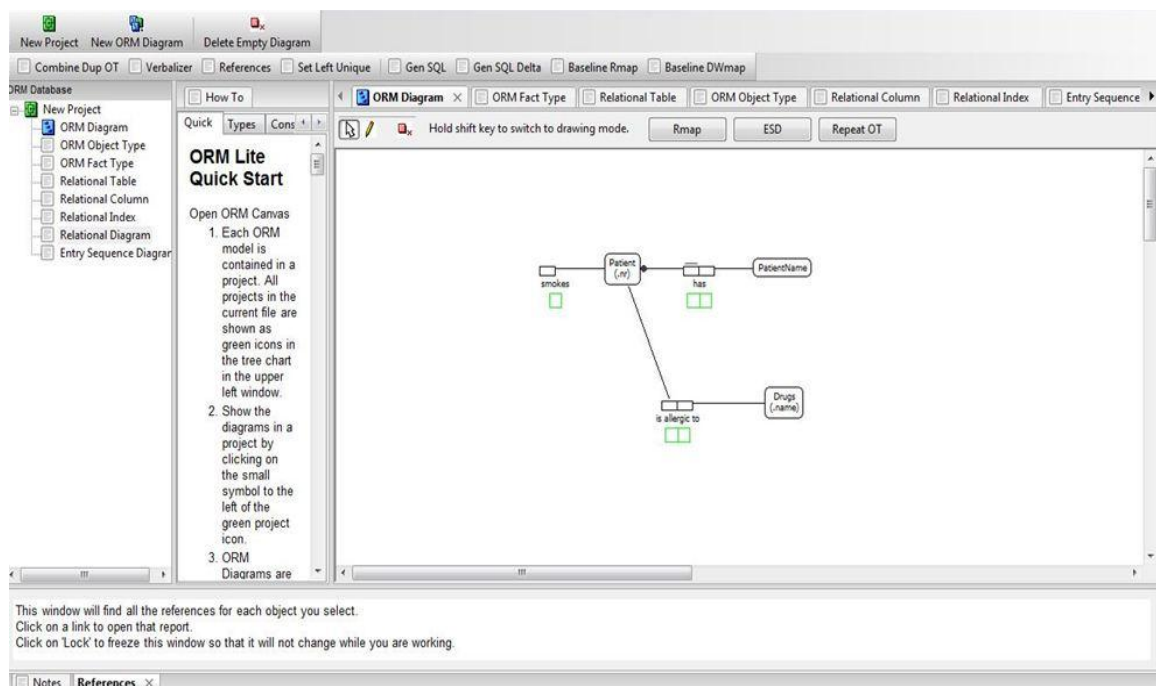 New Project New ORM Diagram Delete Empty Diagram
Combine Dup OT Verbalizer References Set Left Unique Gen SQL Gen SQL Delta Baseline Rmap Baseline DWmap
ORM Database
New Project
ORM Diagram
ORM Object Type
ORM Fact Type
Relational Table
Relational Column
Relational Index
Relational Diagram
Entry Sequence Diagrar
How To
Quick Types Cons
ORM Lite
Quick Start
Open ORM Canvas
1. Each ORM
model is
contained in a
project. All
projects in the
current file are
shown as
green icons in
the tree chart
in the upper
left window.
2. Show the
diagrams in a
project by
clicking on
the small
symbol to the
left of the
green project
icon.
3. ORM
Diagrams are
ORM Diagram ORM Fact Type Relational Table ORM Object Type Relational Column Relational Index Entry Sequence
Hold shift key to switch to drawing mode. Rmap ESD Repeat OT
Patient
(.nr)
PatientName
smokes
has
Drugs
(.name)
is allergic to
This window will find all the references for each object you select.
Click on a link to open that report.
Click on 'Lock' to freeze this window so that it will not change while you are working.
Notes References